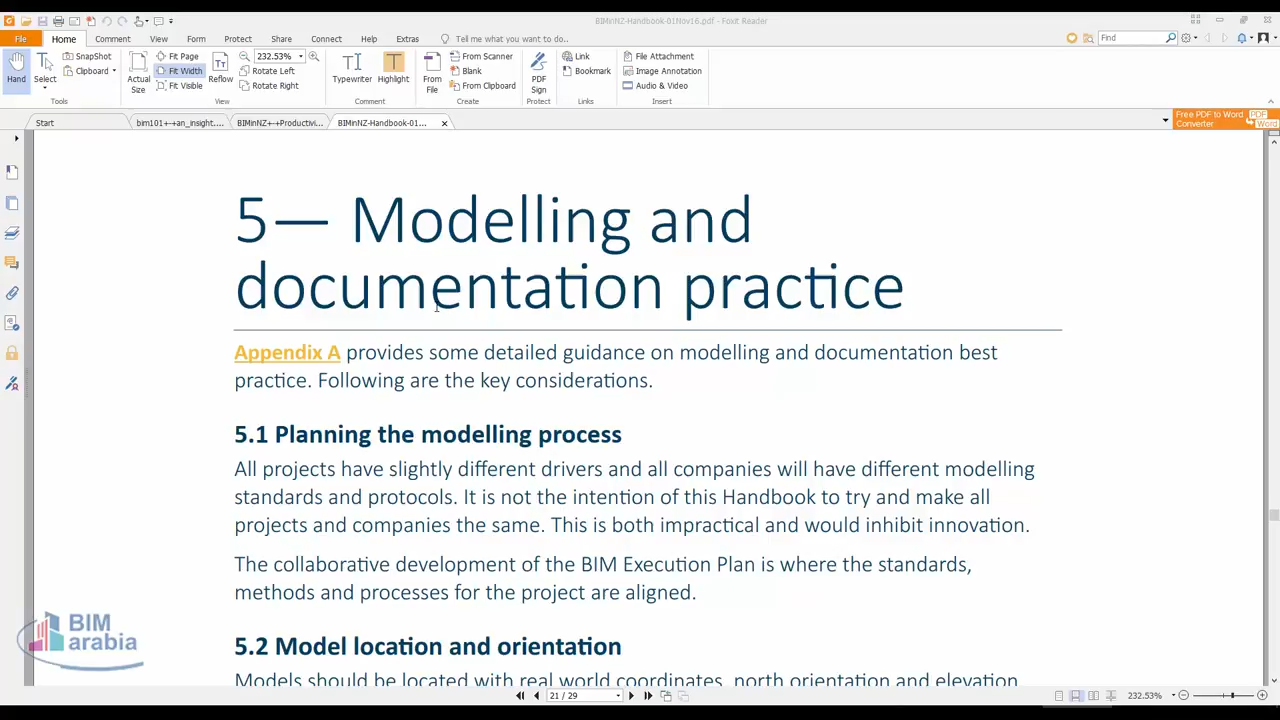 BIMinNZ-Handbook-01Nov16.pdf - Foxit Reader
File Home Comment View Form Protect Share Connect Help Extras Tell me what you want to do.. Find
Hand Select SnapShot Clipboard Tools
Actual Size Fit Page Fit Width Fit Visible Reflow 232.53% Rotate Left Rotate Right View
Typewriter Highlight Comment
From File From Scanner Blank From Clipboard Create
PDF Sign Protect
Link Bookmark Links
File Attachment Image Annotation Audio & Video Insert
Start bim101+-+an_insight.... BIMinNZ+-+Productivi... BIMinNZ-Handbook-01...
Free PDF to Word Converter PDF Word
5— Modelling and
documentation practice
Appendix A provides some detailed guidance on modelling and documentation best
practice. Following are the key considerations.
5.1 Planning the modelling process
All projects have slightly different drivers and all companies will have different modelling
standards and protocols. It is not the intention of this Handbook to try and make all
projects and companies the same. This is both impractical and would inhibit innovation.
The collaborative development of the BIM Execution Plan is where the standards,
methods and processes for the project are aligned.
5.2 Model location and orientation
Models should be located with real world coordinates, north orientation and elevation
BIM
arabia
21 / 29 232.53%